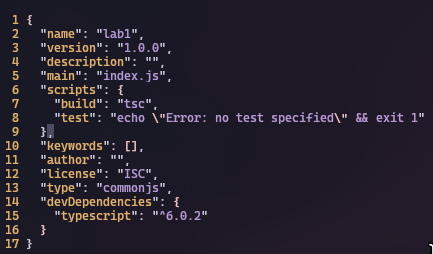 1 {
2   "name": "lab1",
3   "version": "1.0.0",
4   "description": "",
5   "main": "index.js",
6   "scripts": {
7     "build": "tsc",
8     "test": "echo \"Error: no test specified\" && exit 1"
9   },
10   "keywords": [],
11   "author": "",
12   "license": "ISC",
13   "type": "commonjs",
14   "devDependencies": {
15     "typescript": "^6.0.2"
16   }
17 }